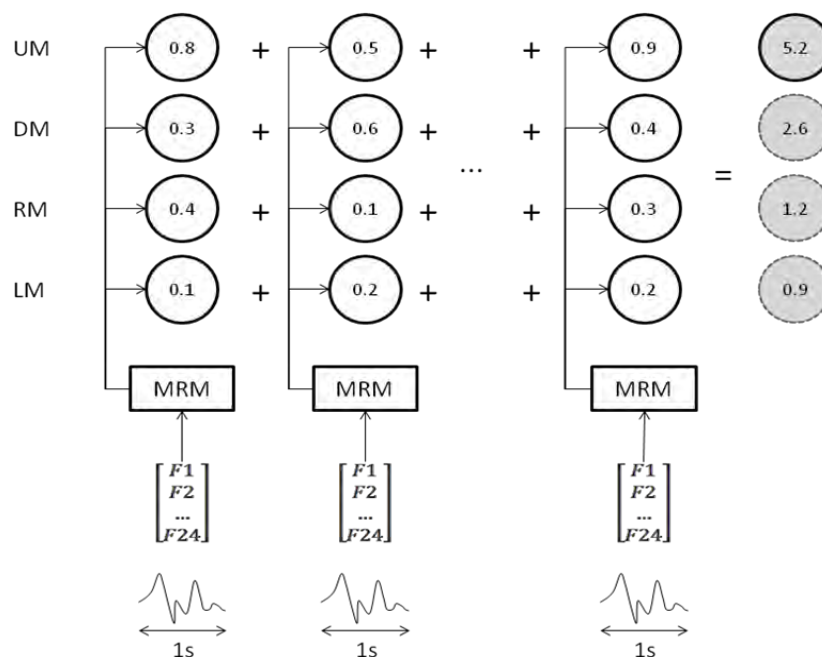 UM 0.8 + 0.5 + + 0.9 5.2
DM 0.3 + 0.6 + + 0.4 2.6
... =
RM 0.4 + 0.1 + + 0.3 1.2
LM 0.1 + 0.2 + + 0.2 0.9
MRM MRM MRM
F1 F1 F1
F2 F2 F2
... ... ...
F24 F24 F24
1s 1s 1s